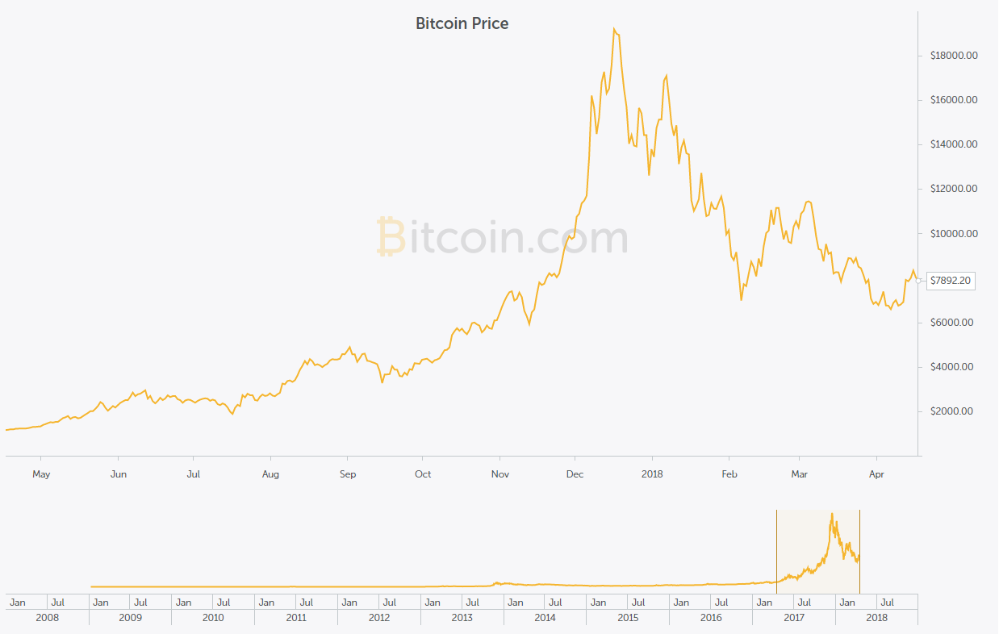 Bitcoin Price
$18000.00
$16000.00
$14000.00
$12000.00
Bitcoin.com
$10000.00
$7892.20
$6000.00
$4000.00
$2000.00
May Jun Jul Aug Sep Oct Nov Dec 2018 Feb Mar Apr
Jan Jul Jan Jul Jan Jul Jan Jul Jan Jul Jan Jul Jan Jul Jan Jul Jan Jul Jan Jul Jan Jul
2008 2009 2010 2011 2012 2013 2014 2015 2016 2017 2018